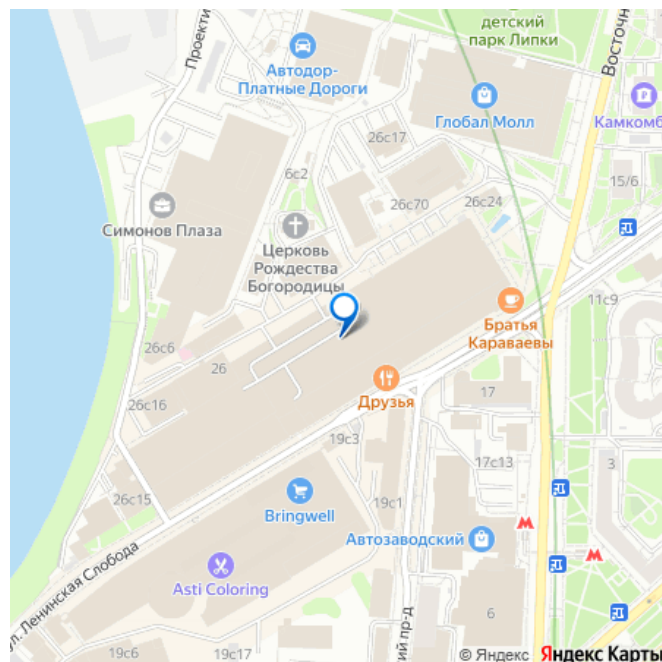 детский
парк Липки
Проекти
Восточн
Автодор-
Платные Дороги
Глобал Молл
Камкомб
26с17
15/6
6с2
26с70
26с24
Симонов Плаза
Церковь
Рождества
Богородицы
11с9
Братья
Караваевы
26с6
26
Друзья
17
26с16
19с3
17с13
3
26с15
19с1
Bringwell
Автозаводский
ул. Ленинская Слобода
Asti Coloring
6
кий пр-д
19с6
19с17
© Яндекс
Яндекс Карты